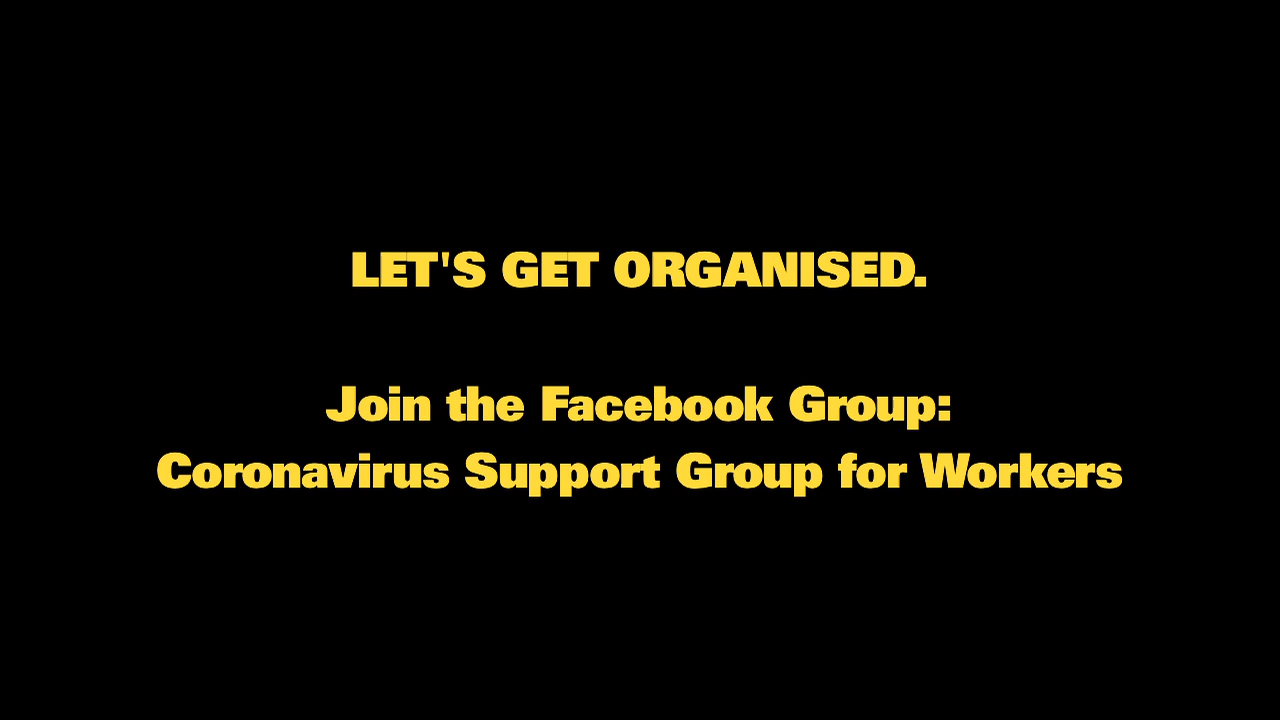 LET'S GET ORGANISED.
Join the Facebook Group:
Coronavirus Support Group for Workers